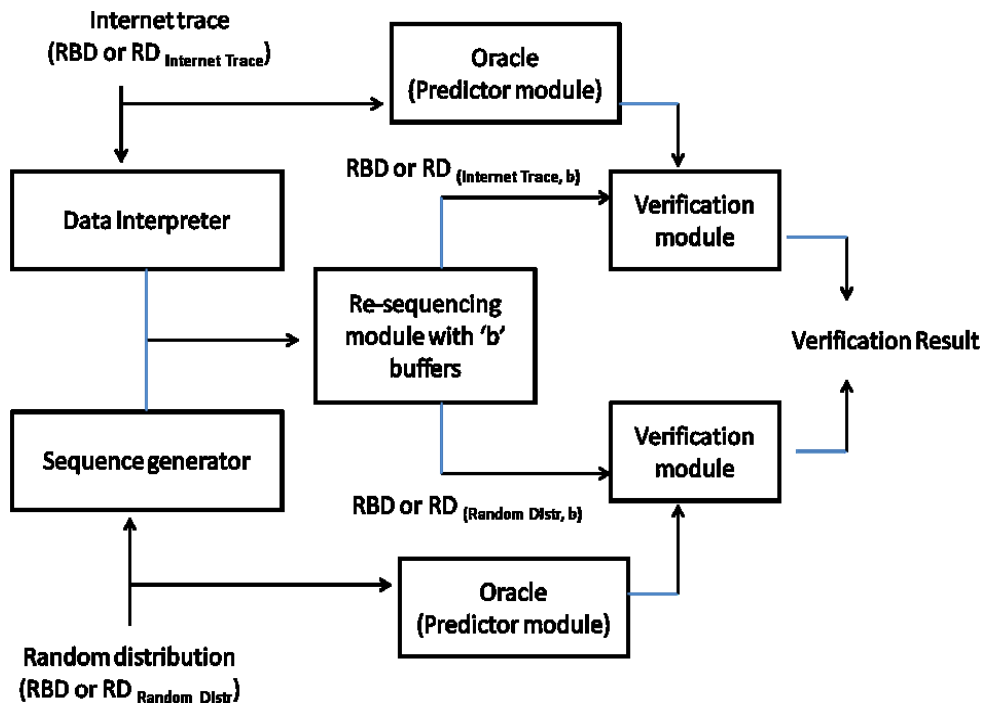 Internet trace
(RBD or RD Internet Trace)
Oracle
(Predictor module)
RBD or RD (Internet Trace, b)
Data Interpreter
Verification
module
Re-sequencing
module with ‘b’
buffers
Verification Result
Sequence generator
Verification
module
RBD or RD (Random Distr, b)
Oracle
(Predictor module)
Random distribution
(RBD or RD Random Distr)